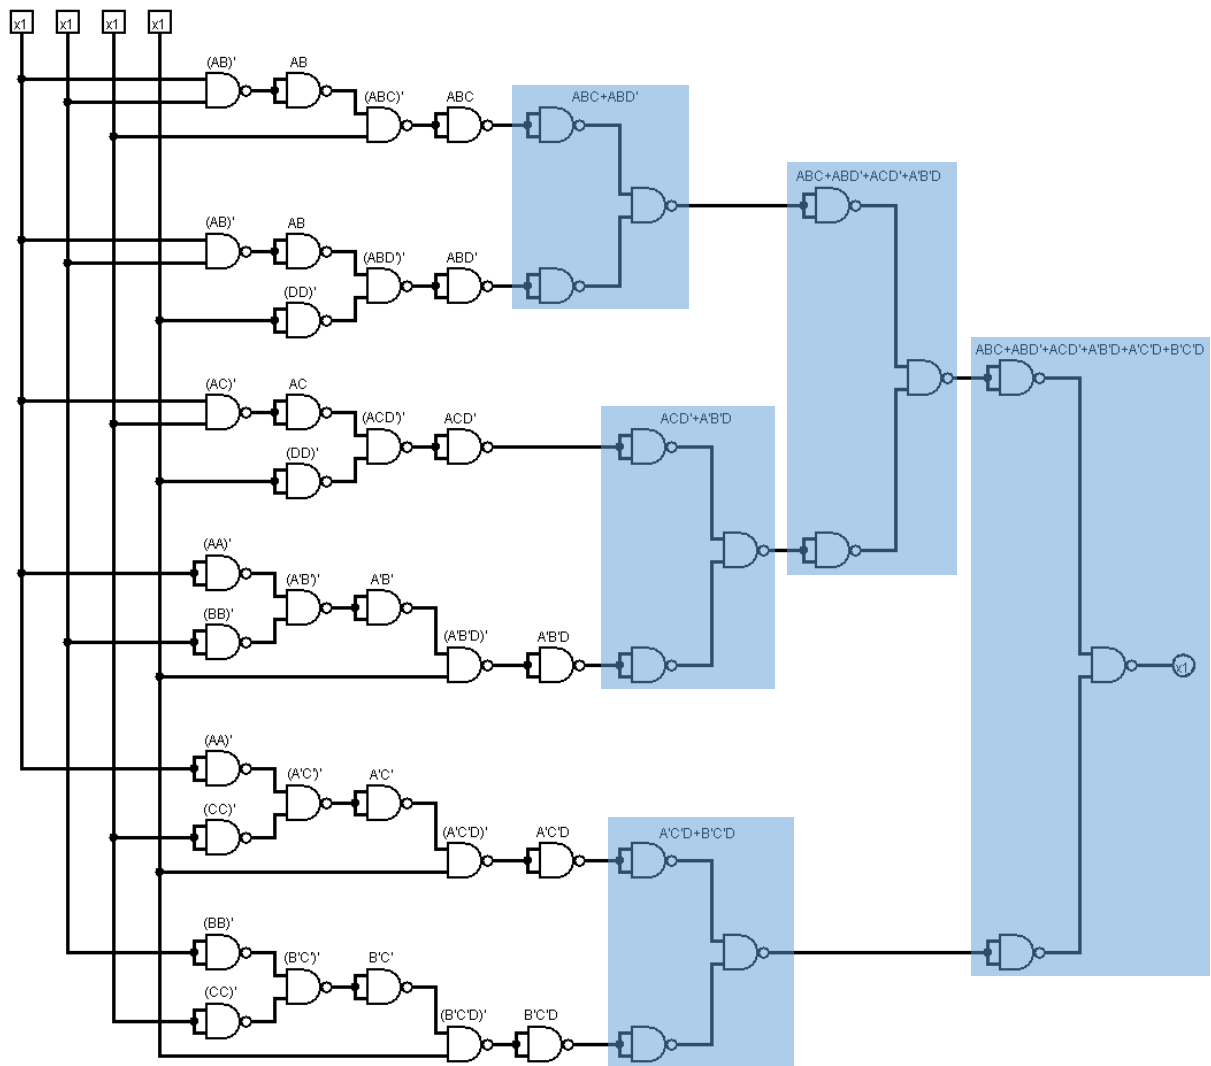 x1 x1 x1 x1
(AB)' AB
(ABC)' ABC ABC+ABD'
ABC+ABD'+ACD'+A'B'D
(AB)' AB
(ABD')' ABD'
(DD)'
ABC+ABD'+ACD'+A'B'D+A'C'D+B'C'D
(AC)' AC
(ACD')' ACD' ACD'+A'B'D
(DD)'
(AA)'
(A'B')' A'B'
(BB)'
(A'B'D)' A'B'D
x1
(AA)'
(A'C')' A'C'
(CC)'
(A'C'D)' A'C'D A'C'D+B'C'D
(BB)'
(B'C')' B'C'
(CC)'
(B'C'D)' B'C'D